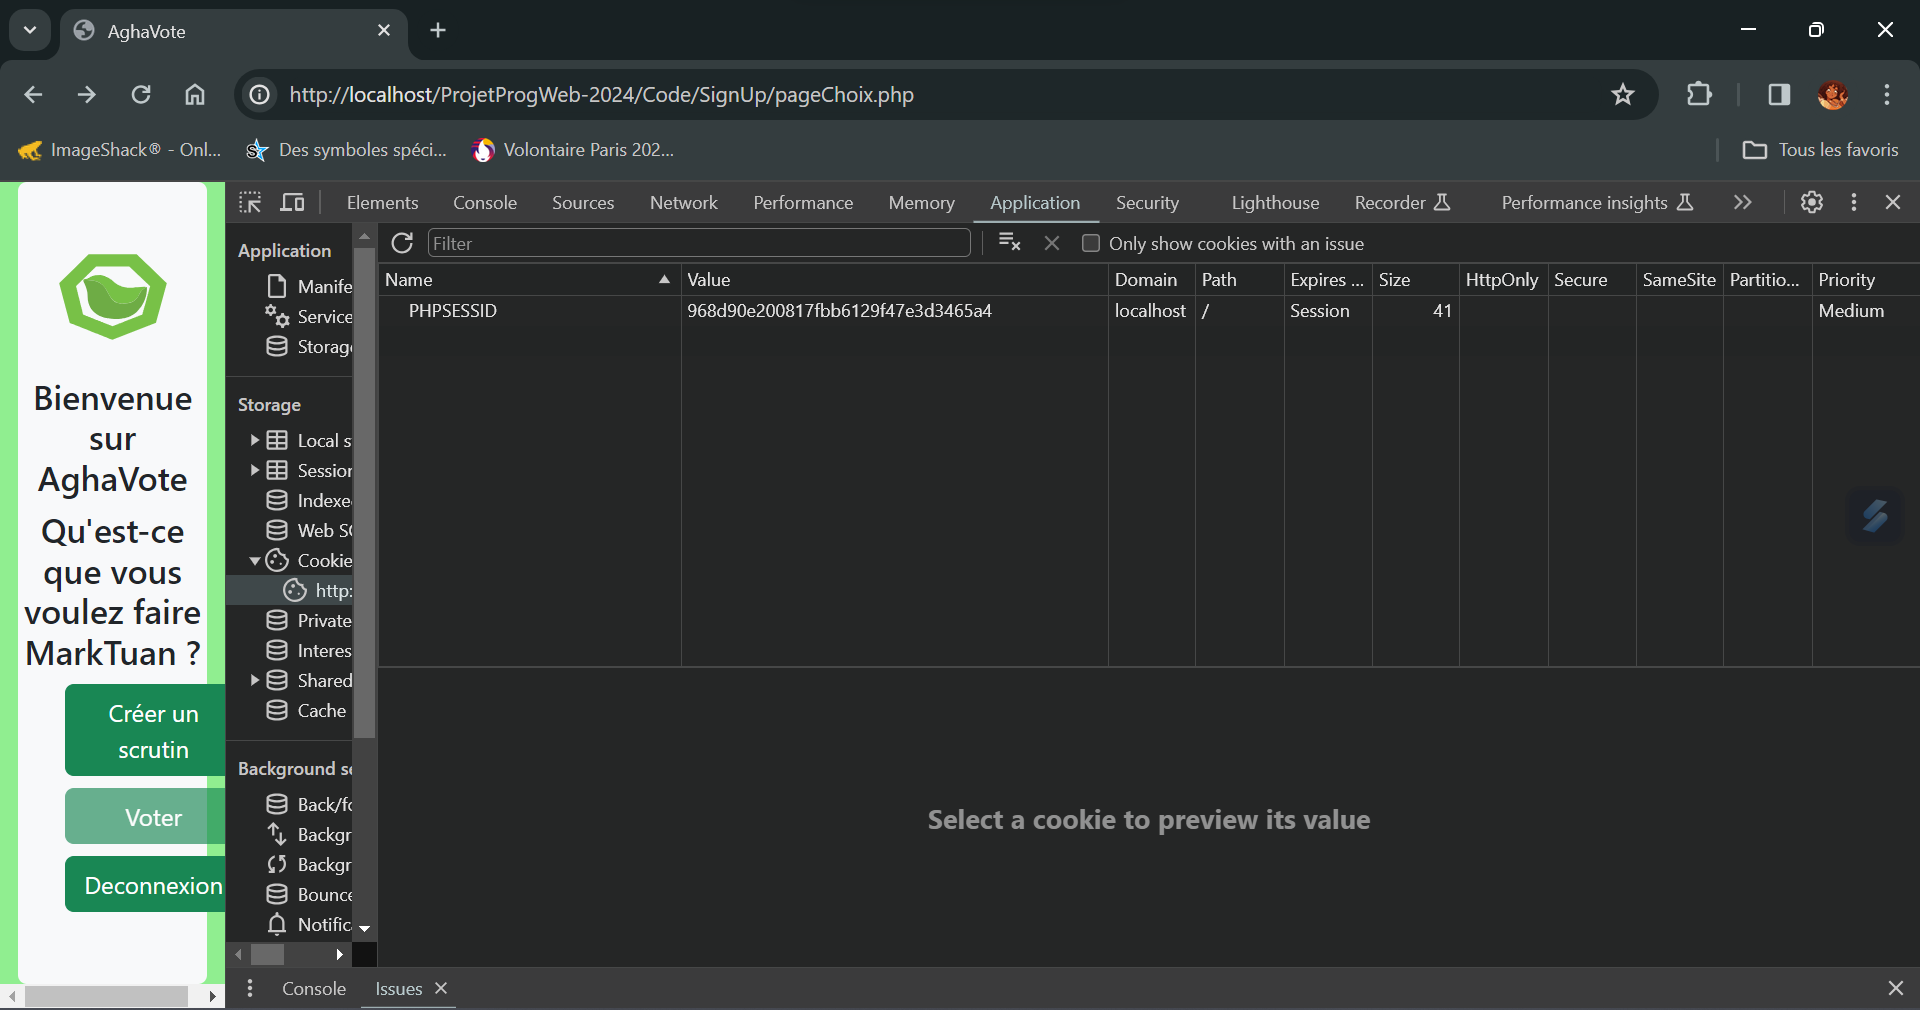 AghaVote
http://localhost/ProjetProgWeb-2024/Code/SignUp/pageChoix.php
ImageShack® - Onl...
Des symboles spéci...
Volontaire Paris 202...
Tous les favoris
Bienvenue
sur
AghaVote
Qu'est-ce
que vous
voulez faire
MarkTuan ?
Créer un
scrutin
Voter
Deconnexion
Elements
Console
Sources
Network
Performance
Memory
Application
Security
Lighthouse
Recorder
Performance insights
Application
Manife
Service
Storag
Storage
Local s
Session
Indexe
Web S
Cookie
http:
Private
Interes
Shared
Cache
Background se
Back/fo
Backgr
Backgr
Bounce
Notific
Filter
Only show cookies with an issue
Name Value Domain Path Expires ... Size HttpOnly Secure SameSite Partitio... Priority
PHPSESSID 968d90e200817fbb6129f47e3d3465a4 localhost / Session 41 Medium
Select a cookie to preview its value
Console
Issues